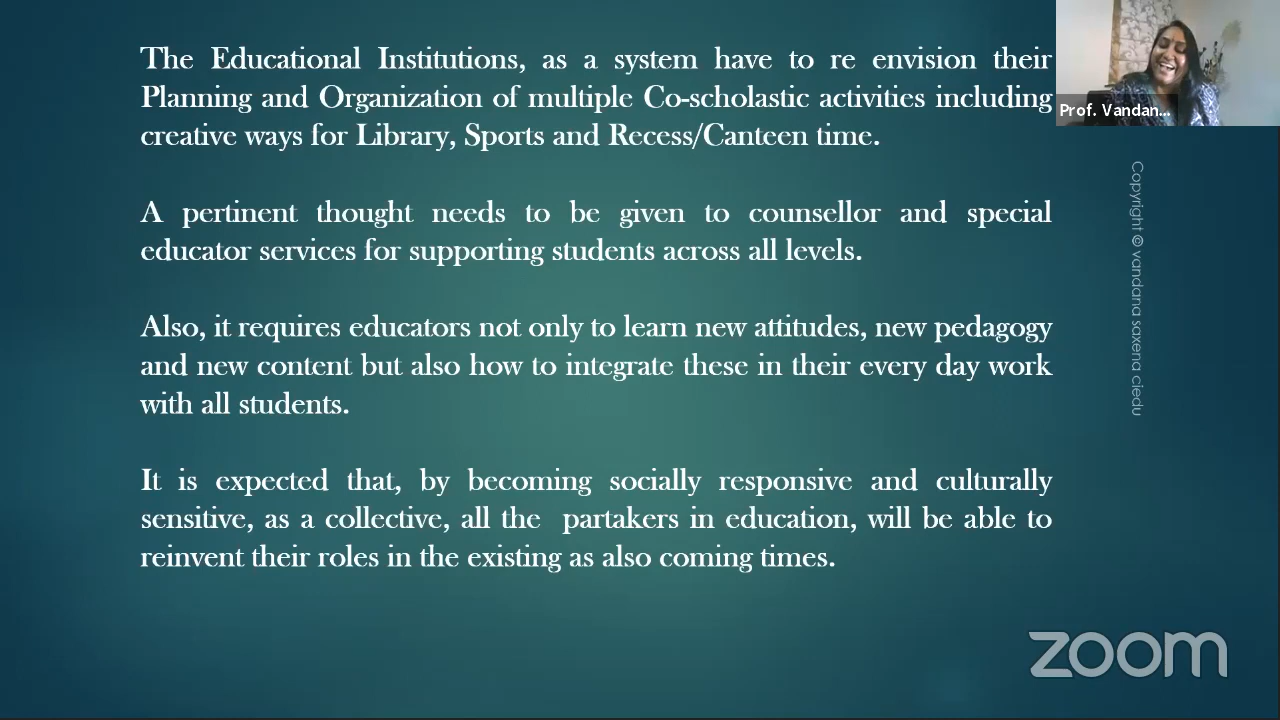 The Educational Institutions, as a system have to re envision their
Planning and Organization of multiple Co-scholastic activities including
creative ways for Library, Sports and Recess/Canteen time.
A pertinent thought needs to be given to counsellor and special
educator services for supporting students across all levels.
Also, it requires educators not only to learn new attitudes, new pedagogy
and new content but also how to integrate these in their every day work
with all students.
It is expected that, by becoming socially responsive and culturally
sensitive, as a collective, all the partakers in education, will be able to
reinvent their roles in the existing as also coming times.
Prof. Vandan...
Copyright © vandana saxena ciedu
zoom